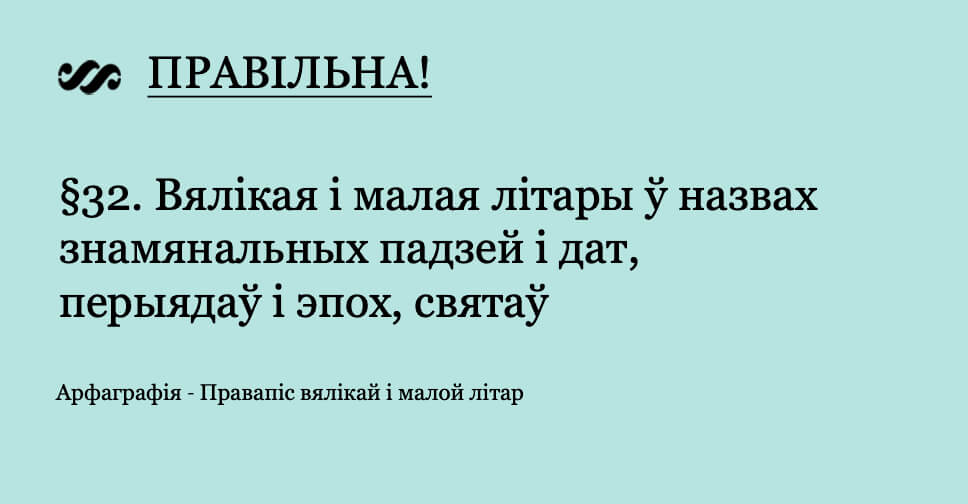 ПРАВІЛЬНА!
§32. Вялікая і малая літары ў назвах
знамянальных падзей і дат,
перыядаў і эпох, святаў
Арфаграфія - Правапіс вялікай і малой літар